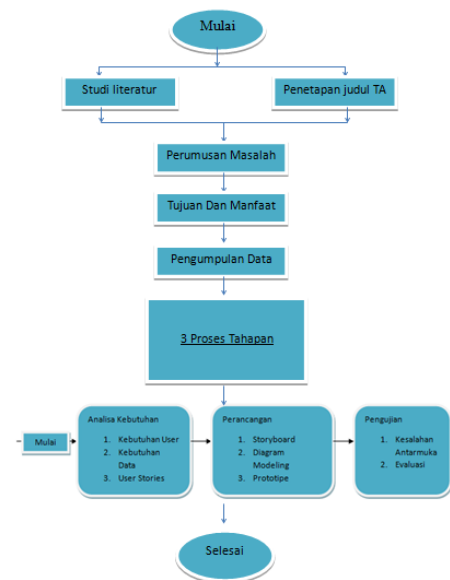 Mulai
Studi literatur
Penetapan judul TA
Perumusan Masalah
Tujuan Dan Manfaat
Pengumpulan Data
3 Proses Tahapan
Mulai
Analisa Kebutuhan
1. Kebutuhan User
2. Kebutuhan
Data
3. User Stories
Perancangan
1. Storyboard
2. Diagram
Modeling
3. Prototipe
Pengujian
1. Kesalahan
Antarmuka
2. Evaluasi
Selesai